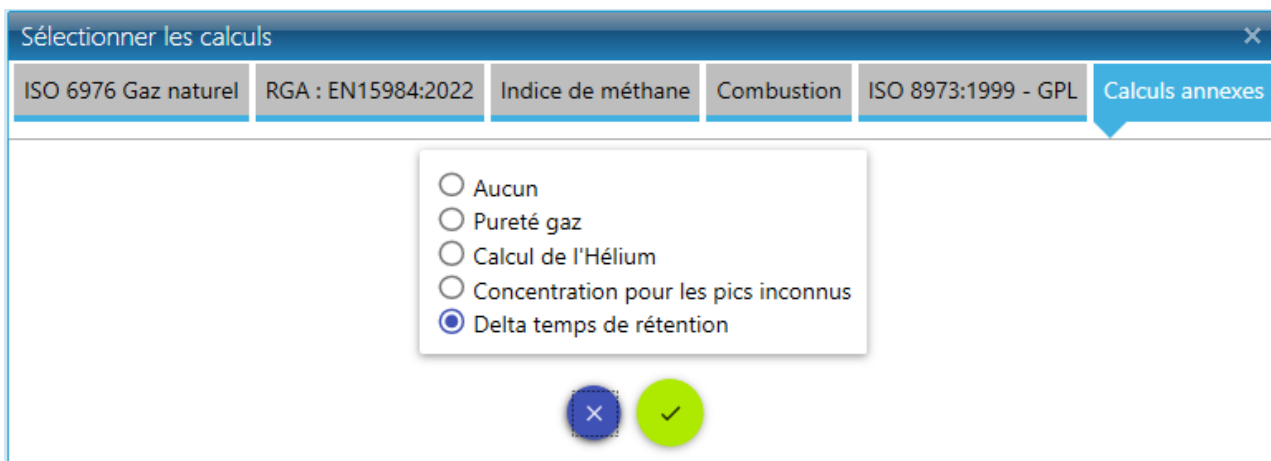 Sélectionner les calculs
ISO 6976 Gaz naturel RGA : EN15984:2022 Indice de méthane Combustion ISO 8973:1999 - GPL Calculs annexes
Aucun
Pureté gaz
Calcul de l'Hélium
Concentration pour les pics inconnus
Delta temps de rétention